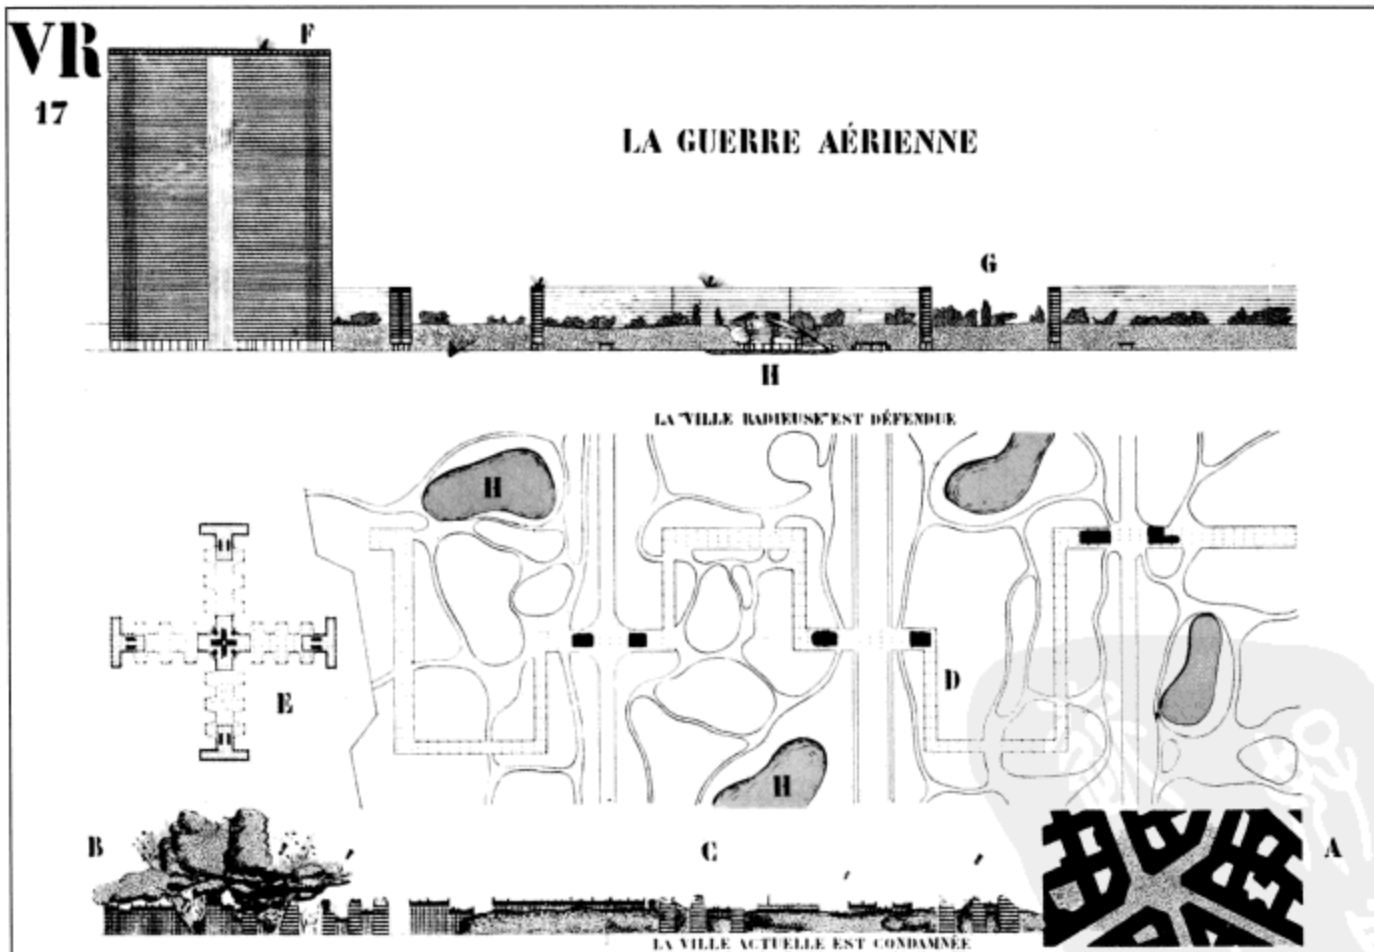 VR
17
F
LA GUERRE AÉRIENNE
G
H
LA "VILLE RADIEUSE" EST DÉFENDUE
H
E
D
H
B
C
A
LA VILLE ACTUELLE EST CONDAMNÉE